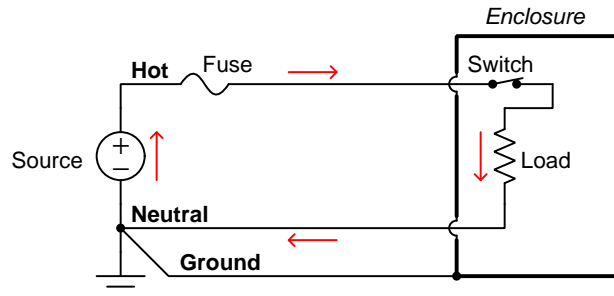 Enclosure
Hot
Fuse
Switch
+
−
Source
Load
Neutral
Ground